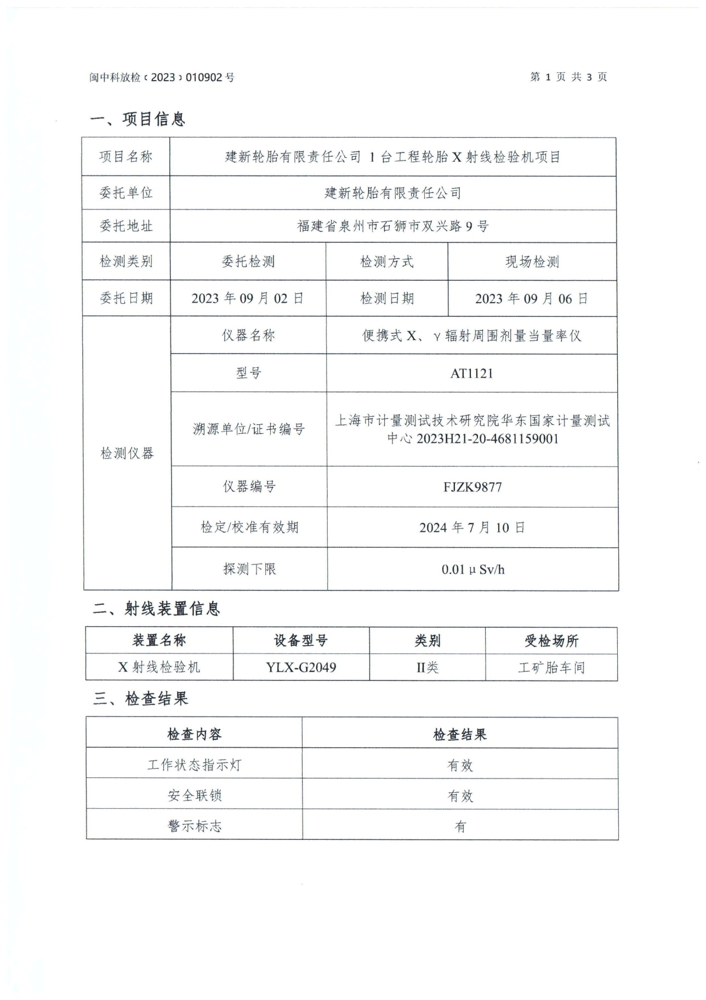 闽中科放检﹝2023﹞010902号
第 1 页 共 3 页
一、项目信息
项目名称 建新轮胎有限责任公司 1 台工程轮胎 X 射线检验机项目
委托单位 建新轮胎有限责任公司
委托地址 福建省泉州市石狮市双兴路 9 号
检测类别 委托检测 检测方式 现场检测
委托日期 2023 年 09 月 02 日 检测日期 2023 年 09 月 06 日
检测仪器
仪器名称 便携式 X、γ辐射周围剂量当量率仪
型号 AT1121
溯源单位/证书编号 上海市计量测试技术研究院华东国家计量测试
中心 2023H21-20-4681159001
仪器编号 FJZK9877
检定/校准有效期 2024 年 7 月 10 日
探测下限 0.01 μ Sv/h
二、射线装置信息
装置名称 设备型号 类别 受检场所
X 射线检验机 YLX-G2049 II类 工矿胎车间
三、检查结果
检查内容 检查结果
工作状态指示灯 有效
安全联锁 有效
警示标志 有